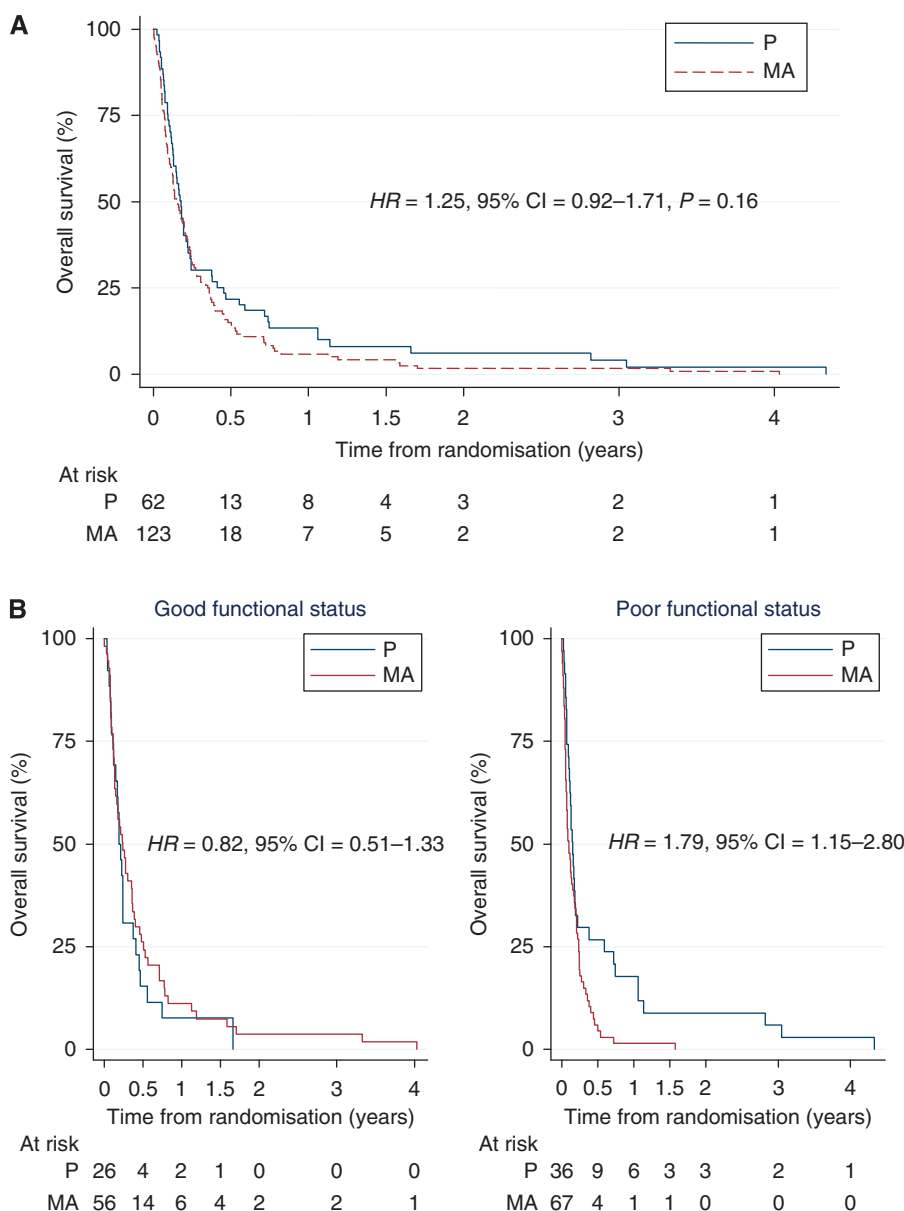 A
P
MA
Overall survival (%)
100
75
50
25
0
HR = 1.25, 95% CI = 0.92–1.71, P = 0.16
0 0.5 1 1.5 2 3 4
Time from randomisation (years)
At risk
P 62 13 8 4 3 2 1
MA 123 18 7 5 2 2 1
B
Good functional status
P
MA
Overall survival (%)
100
75
50
25
0
HR = 0.82, 95% CI = 0.51–1.33
0 0.5 1 1.5 2 3 4
Time from randomisation (years)
At risk
P 26 4 2 1 0 0 0
MA 56 14 6 4 2 2 1
Poor functional status
P
MA
Overall survival (%)
100
75
50
25
0
HR = 1.79, 95% CI = 1.15–2.80
0 0.5 1 1.5 2 3 4
Time from randomisation (years)
At risk
P 36 9 6 3 3 2 1
MA 67 4 1 1 0 0 0